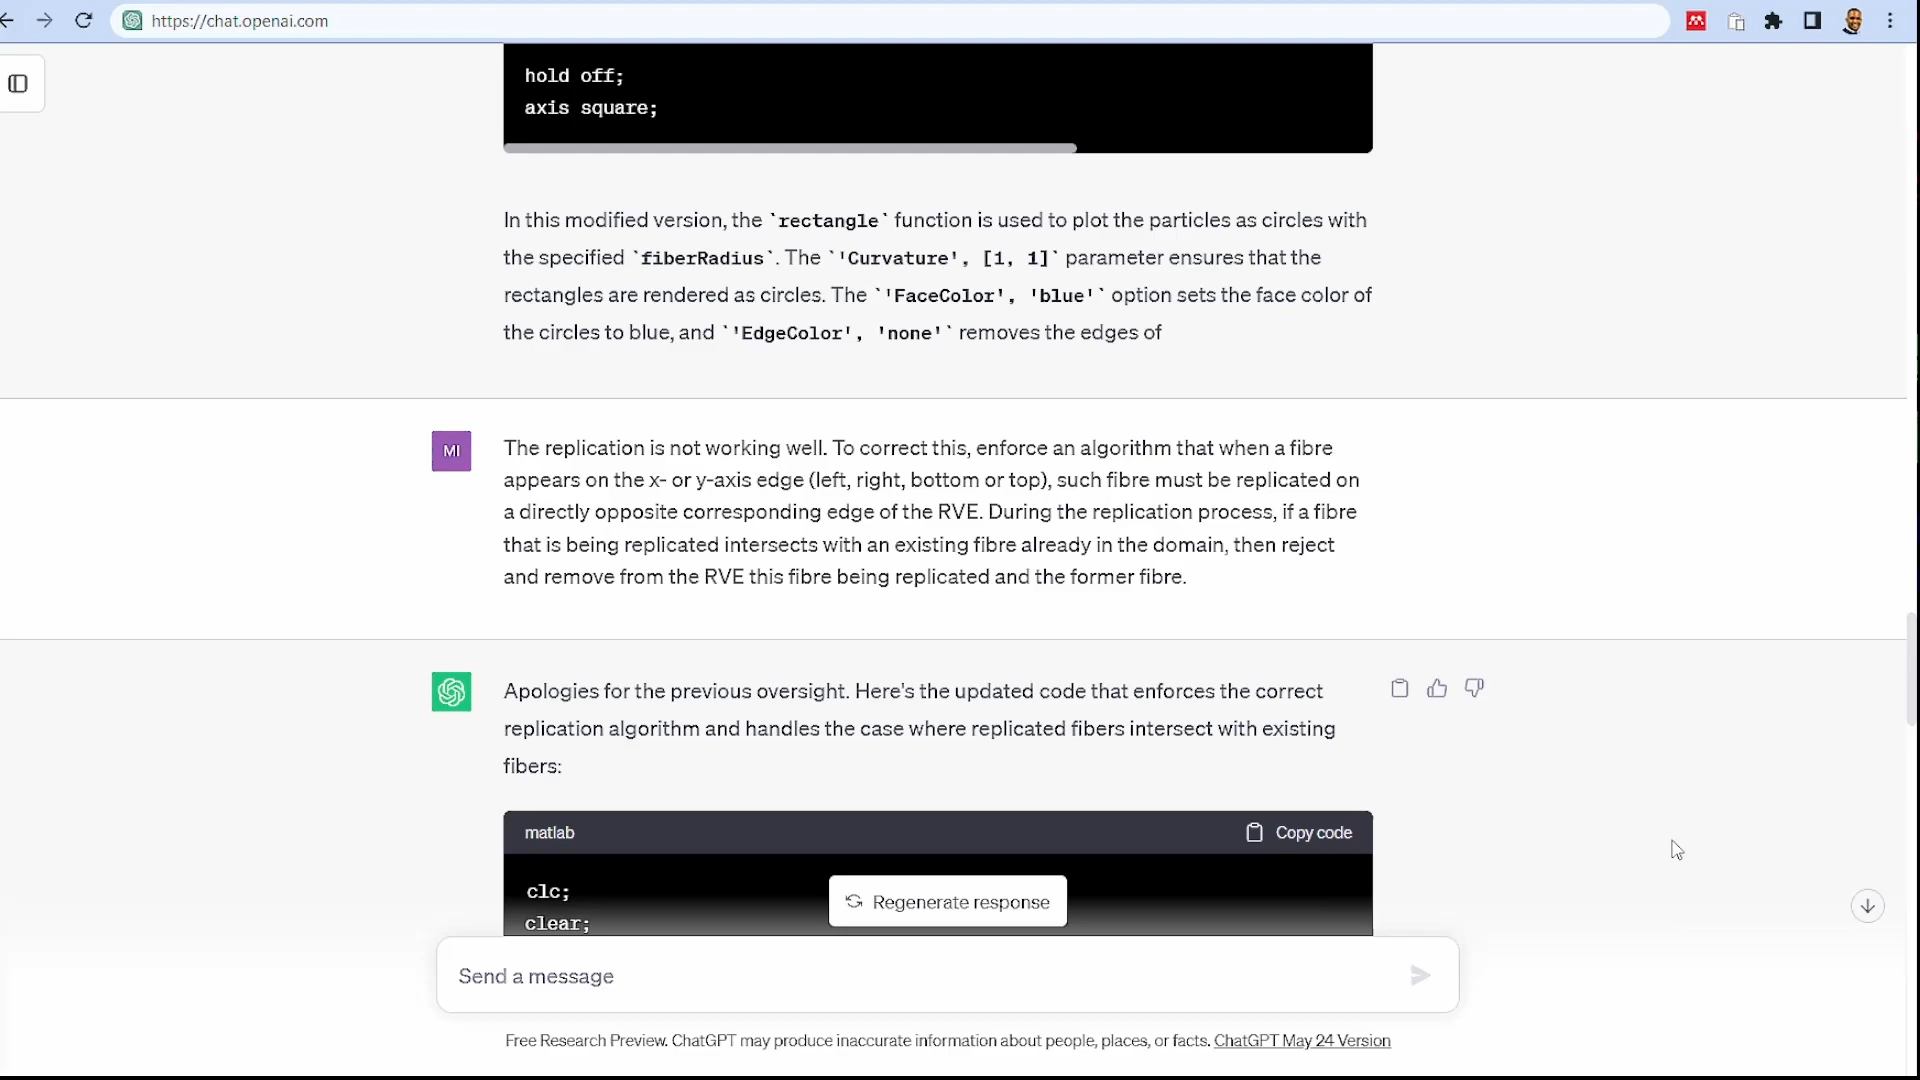 https://chat.openai.com
hold off;
axis square;
In this modified version, the `rectangle` function is used to plot the particles as circles with
the specified `fiberRadius`. The `'Curvature', [1, 1]` parameter ensures that the
rectangles are rendered as circles. The `'FaceColor', 'blue'` option sets the face color of
the circles to blue, and `'EdgeColor', 'none'` removes the edges of
MI
The replication is not working well. To correct this, enforce an algorithm that when a fibre
appears on the x- or y-axis edge (left, right, bottom or top), such fibre must be replicated on
a directly opposite corresponding edge of the RVE. During the replication process, if a fibre
that is being replicated intersects with an existing fibre already in the domain, then reject
and remove from the RVE this fibre being replicated and the former fibre.
Apologies for the previous oversight. Here's the updated code that enforces the correct
replication algorithm and handles the case where replicated fibers intersect with existing
fibers:
matlab
Copy code
clc;
Regenerate response
clear;
Send a message
Free Research Preview. ChatGPT may produce inaccurate information about people, places, or facts. ChatGPT May 24 Version